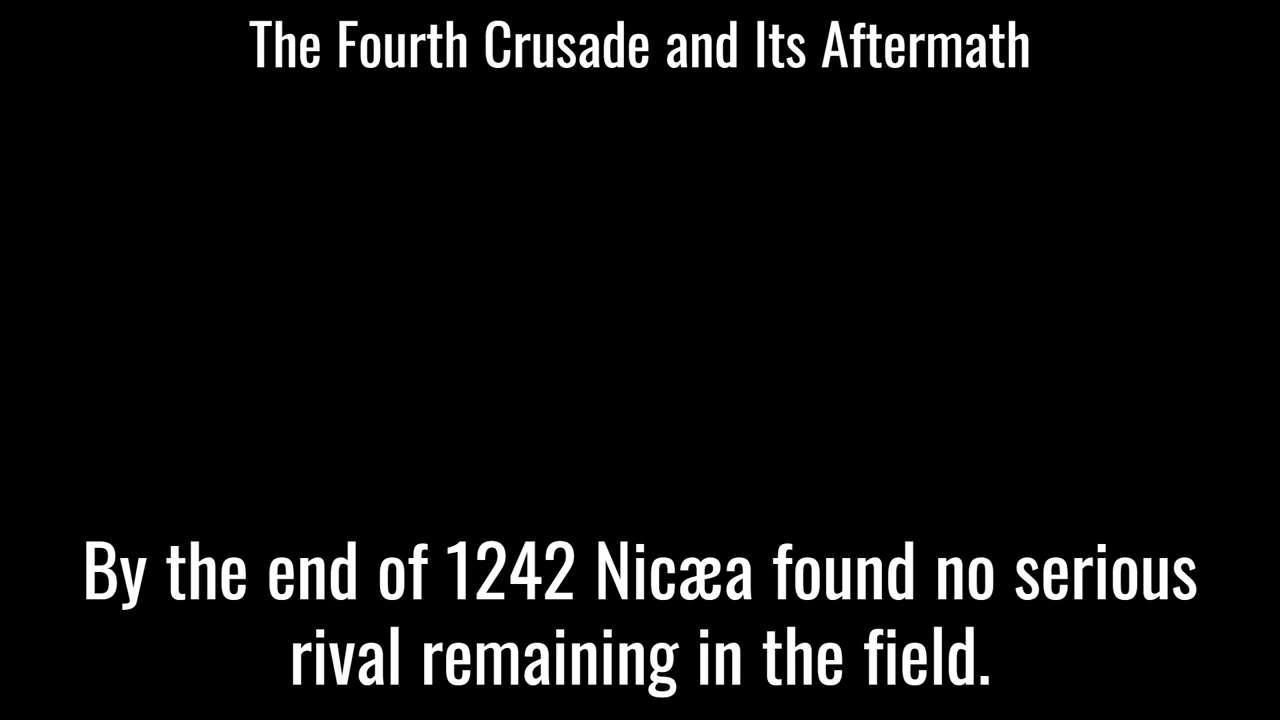 The Fourth Crusade and Its Aftermath
By the end of 1242 Nicæa found no serious
rival remaining in the field.